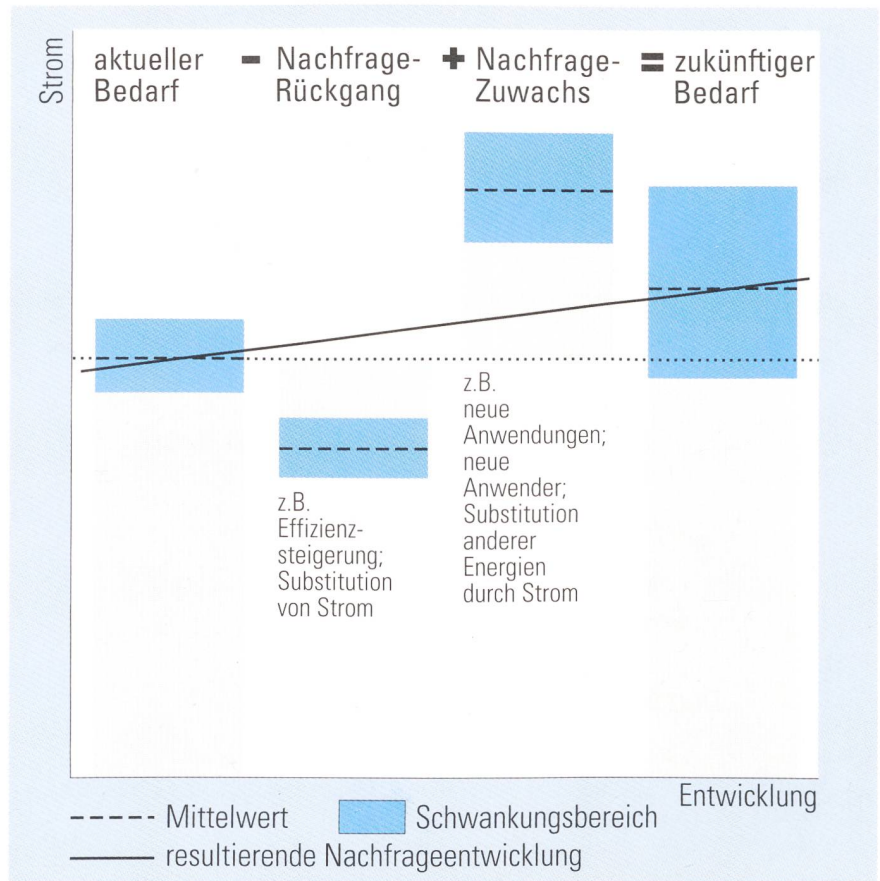 Strom
aktueller
Bedarf
- Nachfrage-
Rückgang
+ Nachfrage-
Zuwachs
= zukünftiger
Bedarf
z.B.
Effizienz-
steigerung;
Substitution
von Strom
z.B.
neue
Anwendungen;
neue
Anwender;
Substitution
anderer
Energien
durch Strom
Entwicklung
Mittelwert
Schwankungsbereich
resultierende Nachfrageentwicklung